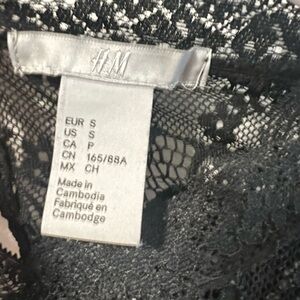 H&M
EUR S
US S
CA P
CN 165/88A
MX CH
Made in
Cambodia
Fabriqué en
Cambodge